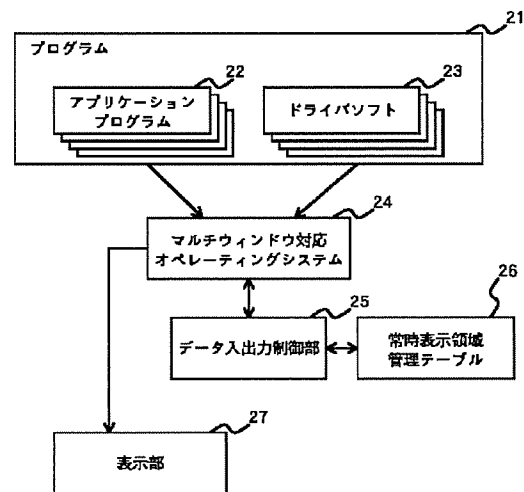 21
プログラム
22
23
アプリケーション
プログラム
ドライバソフト
24
マルチウィンドウ対応
オペレーティングシステム
25
26
データ入出力制御部
常時表示領域
管理テーブル
27
表示部